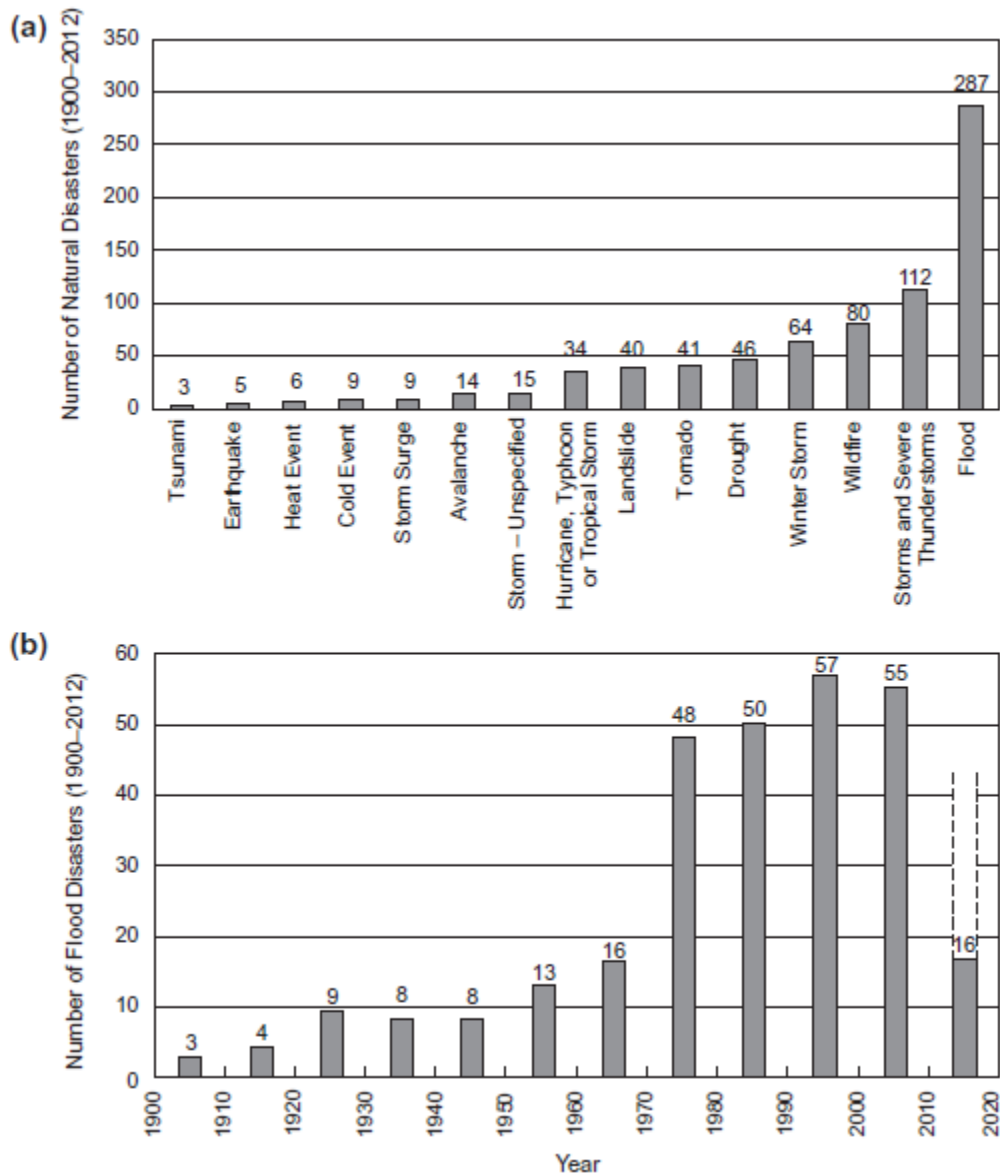 (a)
Number of Natural Disasters (1900–2012)
350
300
250
200
150
100
50
0
3
5
6
9
9
14
15
34
40
41
46
64
80
112
287
Tsunami
Earthquake
Heat Event
Cold Event
Storm Surge
Avalanche
Storm – Unspecified
Hurricane, Typhoon
or Tropical Storm
Landslide
Tornado
Drought
Winter Storm
Wildfire
Storms and Severe
Thunderstorms
Flood
(b)
Number of Flood Disasters (1900–2012)
60
50
40
30
20
10
0
3
4
9
8
8
13
16
48
50
57
55
16
1900
1910
1920
1930
1940
1950
1960
1970
1980
1990
2000
2010
2020
Year